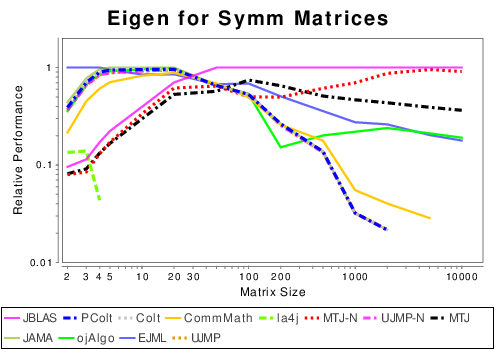 Eigen for Symm Matrices
Relative Performance
1
0.1
0.01
2 3 4 5 10 20 30 100 200 1000 2000 10000
Matrix Size
JBLAS PColt Colt CommMath la4j MTJ-N UJMP-N MTJ
JAMA ojAlgo EJML UJMP